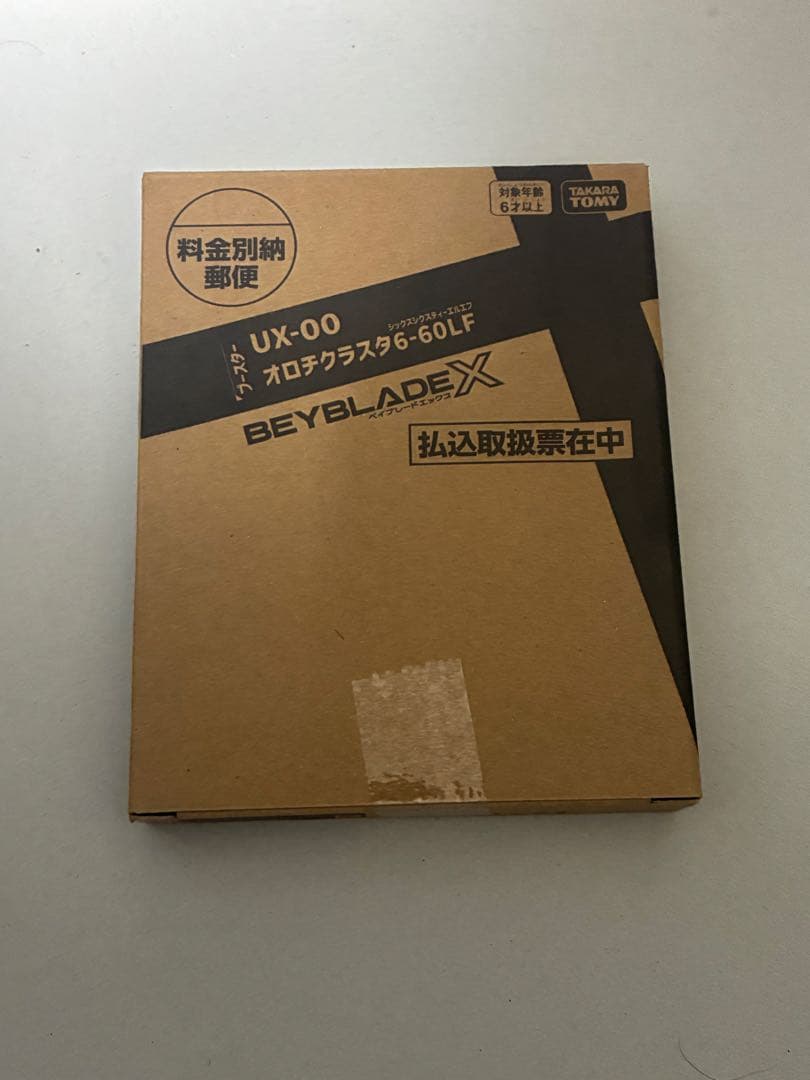 料金別納
郵便
対象年齢
6才以上
TAKARA
TOMY
ブースター
UX-00
シックスシクスティーエルエフ
オロチクラスタ6-60LF
BEYBLADE X
ベイブレードエックス
払込取扱票在中